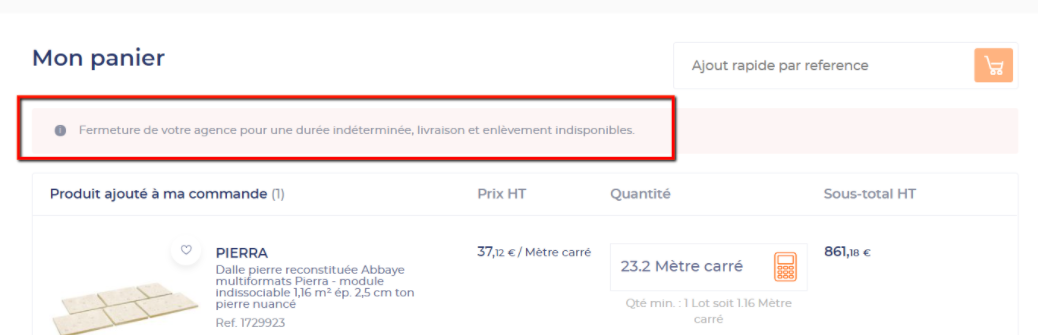 Mon panier
Ajout rapide par reference
Fermeture de votre agence pour une durée indéterminée, livraison et enlèvement indisponibles.
Produit ajouté à ma commande (1)
Prix HT
Quantité
Sous-total HT
PIERRA
Dalle pierre reconstituée Abbaye
multiformats Pierra - module
indissociable 1,16 m² ép. 2,5 cm ton
pierre nuancé
Ref. 1729923
37,12 € / Mètre carré
23.2 Mètre carré
Qté min. : 1 Lot soit 1.16 Mètre
carré
861,18 €